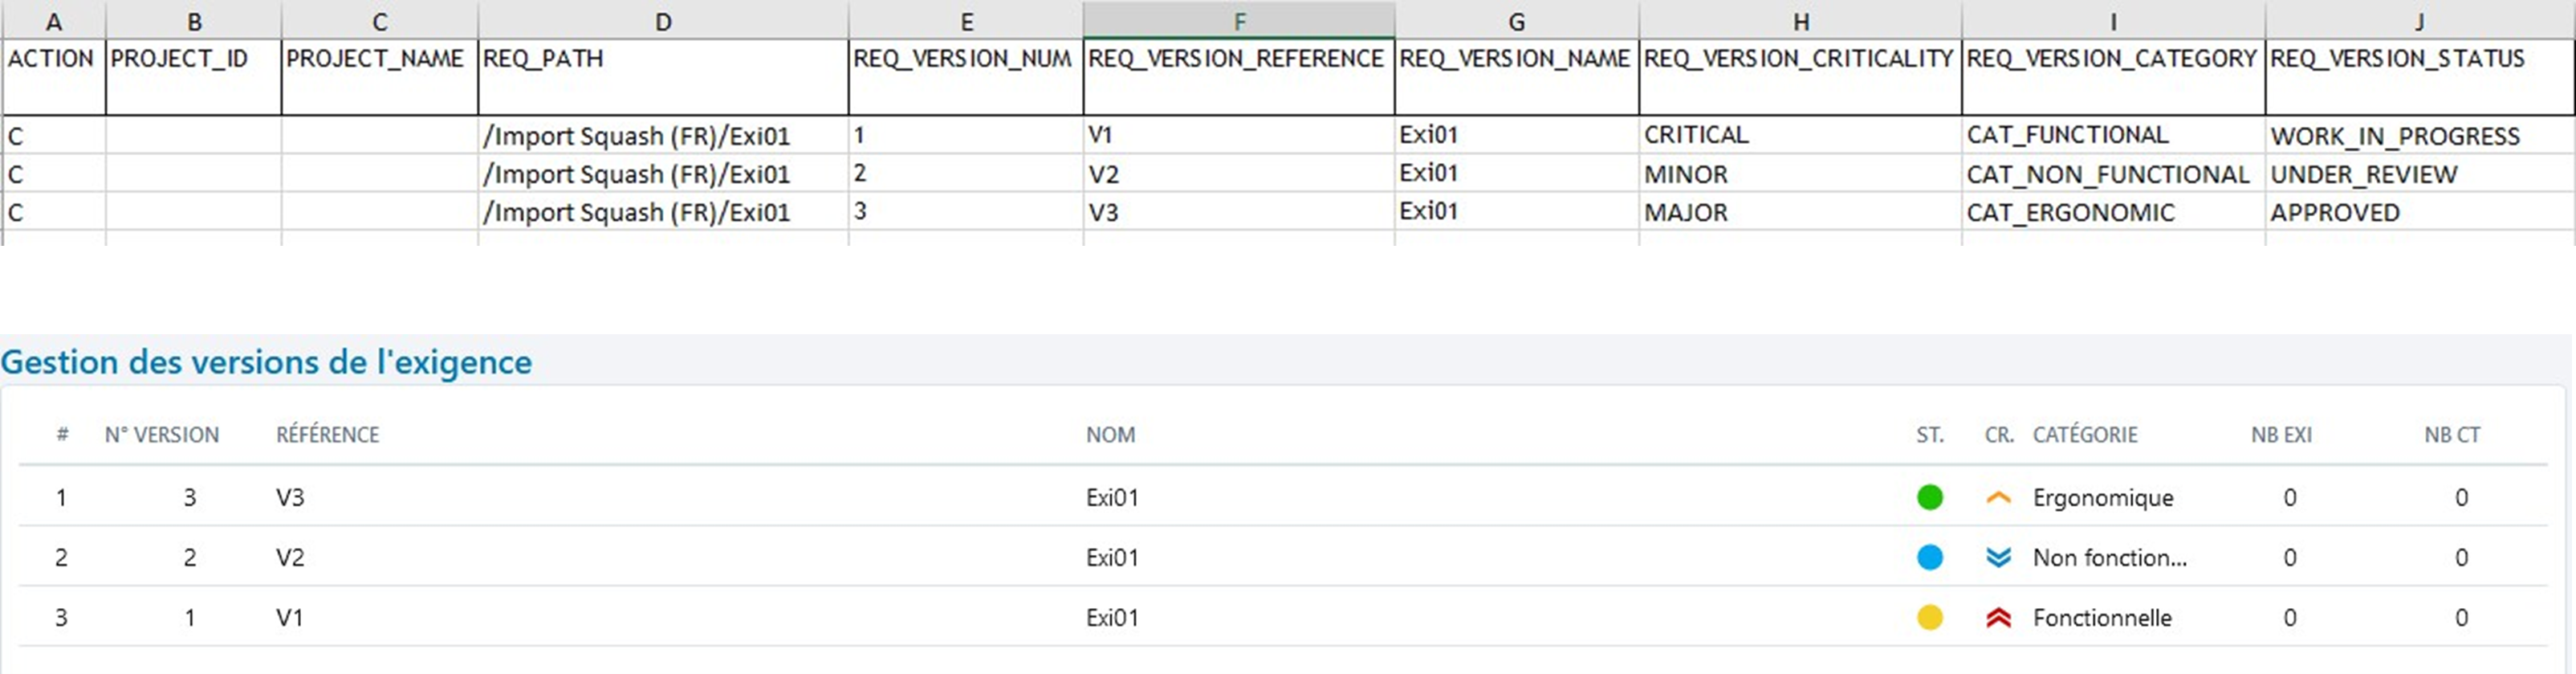 A B C D E F G H I J
ACTION PROJECT_ID PROJECT_NAME REQ_PATH REQ_VERSION_NUM REQ_VERSION_REFERENCE REQ_VERSION_NAME REQ_VERSION_CRITICALITY REQ_VERSION_CATEGORY REQ_VERSION_STATUS
C /Import Squash (FR)/Exi01 1 V1 Exi01 CRITICAL CAT_FUNCTIONAL WORK_IN_PROGRESS
C /Import Squash (FR)/Exi01 2 V2 Exi01 MINOR CAT_NON_FUNCTIONAL UNDER_REVIEW
C /Import Squash (FR)/Exi01 3 V3 Exi01 MAJOR CAT_ERGONOMIC APPROVED
Gestion des versions de l'exigence
# N° VERSION RÉFÉRENCE NOM ST. CR. CATÉGORIE NB EXI NB CT
1 3 V3 Exi01 Ergonomique 0 0
2 2 V2 Exi01 Non fonction... 0 0
3 1 V1 Exi01 Fonctionnelle 0 0